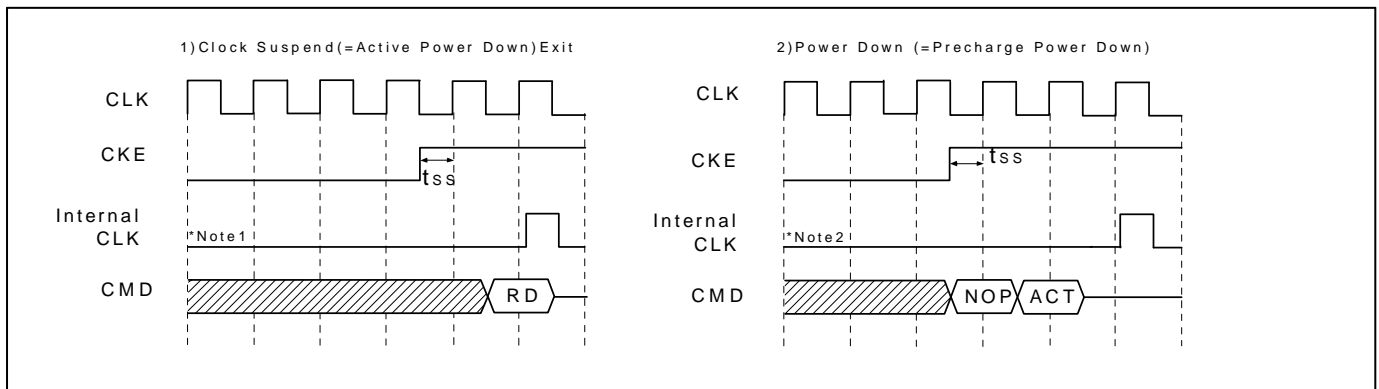 1)Clock Suspend(=Active Power Down)Exit
CLK
CKE
tss
Internal
CLK
*Note1
CMD
RD
2)Power Down (=Precharge Power Down)
CLK
CKE
tss
Internal
CLK
*Note2
CMD
NOP
ACT